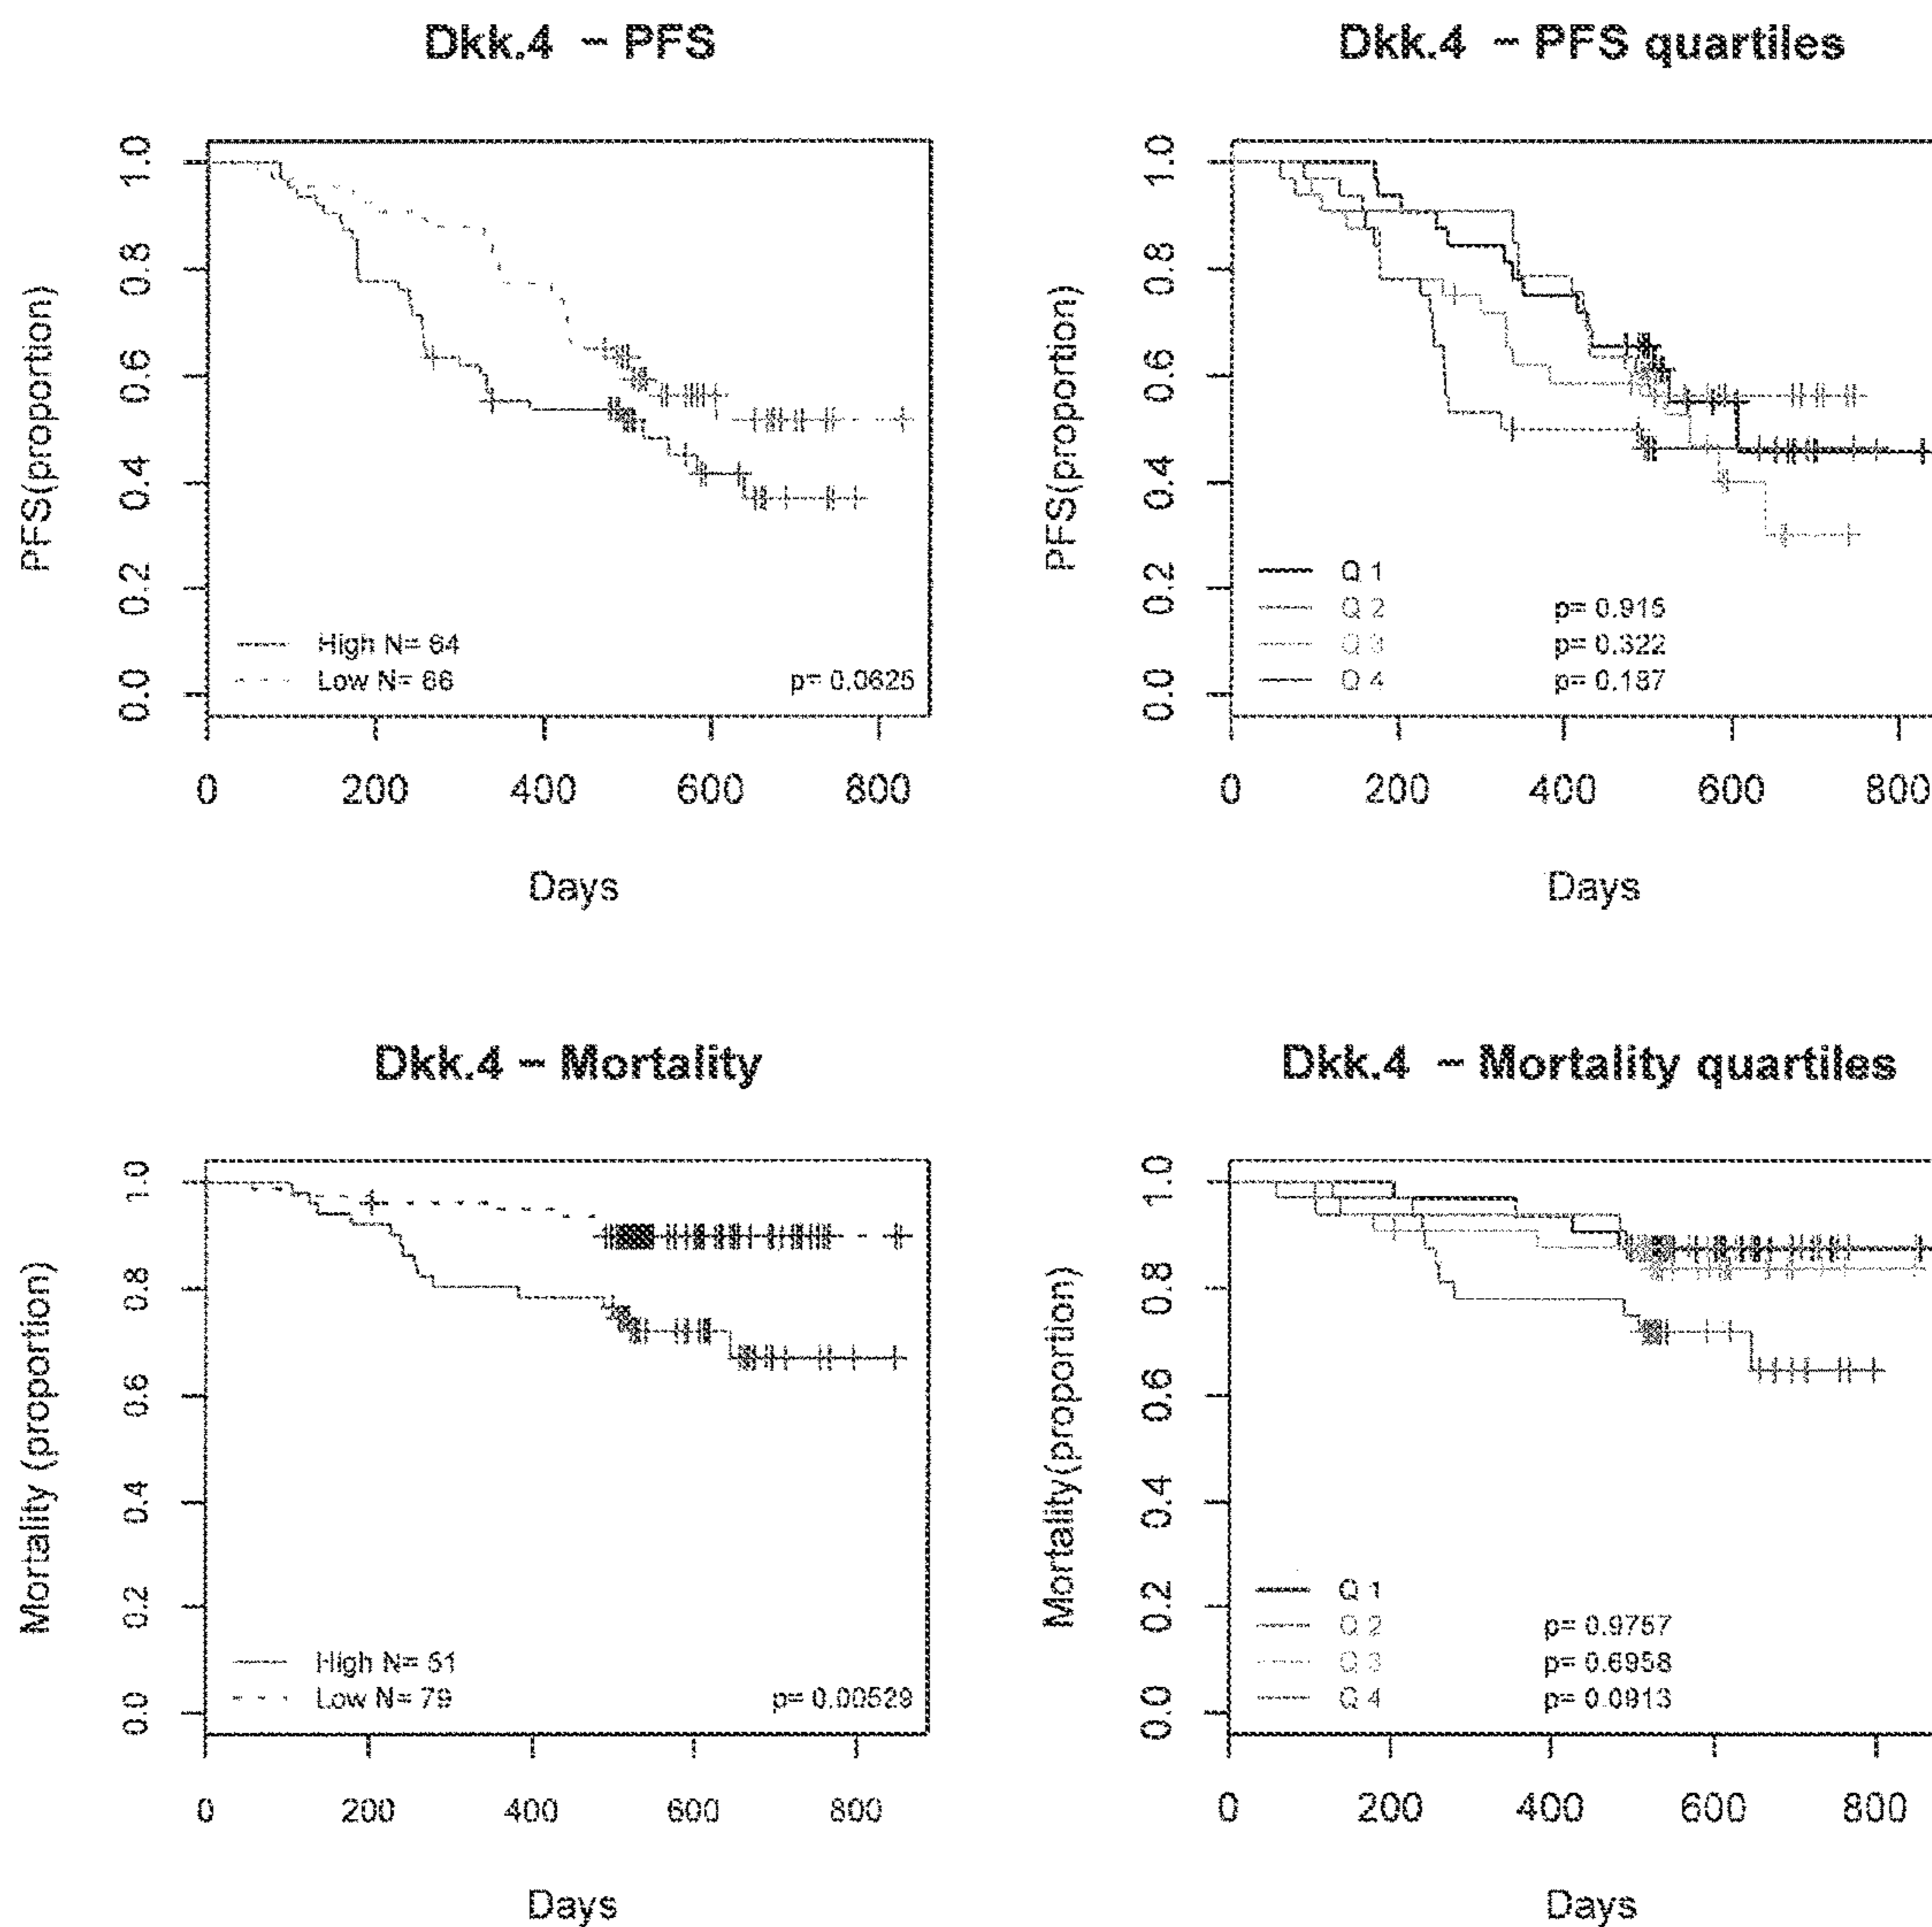 Dkk.4 – PFS
PFS(proportion)
1.0
0.8
0.6
0.4
0.2
0.0
High N= 64
Low N= 66
p= 0.0625
0 200 400 600 800
Days
Dkk.4 – PFS quartiles
PFS(proportion)
1.0
0.8
0.6
0.4
0.2
0.0
Q 1
Q 2 p= 0.915
Q 3 p= 0.322
Q 4 p= 0.187
0 200 400 600 800
Days
Dkk.4 – Mortality
Mortality (proportion)
1.0
0.8
0.6
0.4
0.2
0.0
High N= 51
Low N= 79
p= 0.00529
0 200 400 600 800
Days
Dkk.4 – Mortality quartiles
Mortality(proportion)
1.0
0.8
0.6
0.4
0.2
0.0
Q 1
Q 2 p= 0.9757
Q 3 p= 0.6958
Q 4 p= 0.0913
0 200 400 600 800
Days